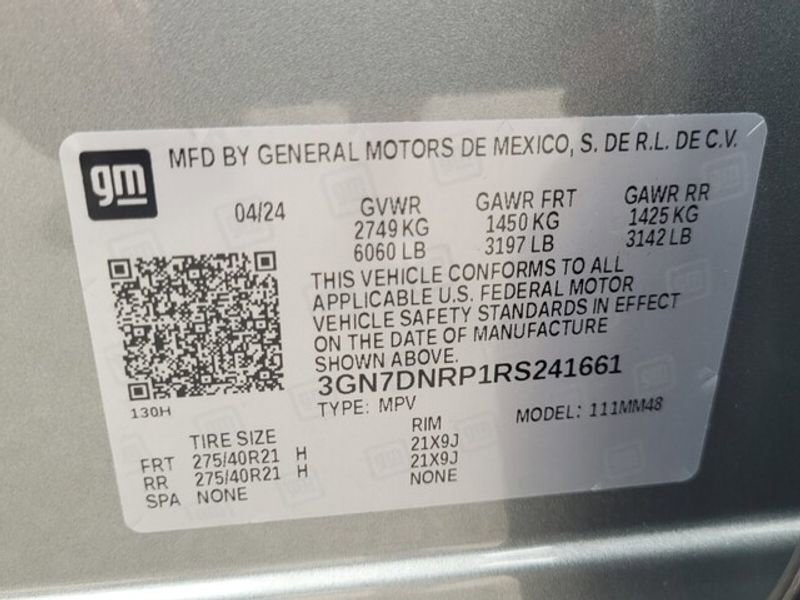 gm
MFD BY GENERAL MOTORS DE MEXICO, S. DE R.L. DE C.V.
04/24 GVWR GAWR FRT GAWR RR
2749 KG 1450 KG 1425 KG
6060 LB 3197 LB 3142 LB
THIS VEHICLE CONFORMS TO ALL
APPLICABLE U.S. FEDERAL MOTOR
VEHICLE SAFETY STANDARDS IN EFFECT
ON THE DATE OF MANUFACTURE
SHOWN ABOVE.
3GN7DNRP1RS241661
130H
TYPE: MPV MODEL: 111MM48
TIRE SIZE RIM
FRT 275/40R21 H 21X9J
RR 275/40R21 H 21X9J
SPA NONE NONE